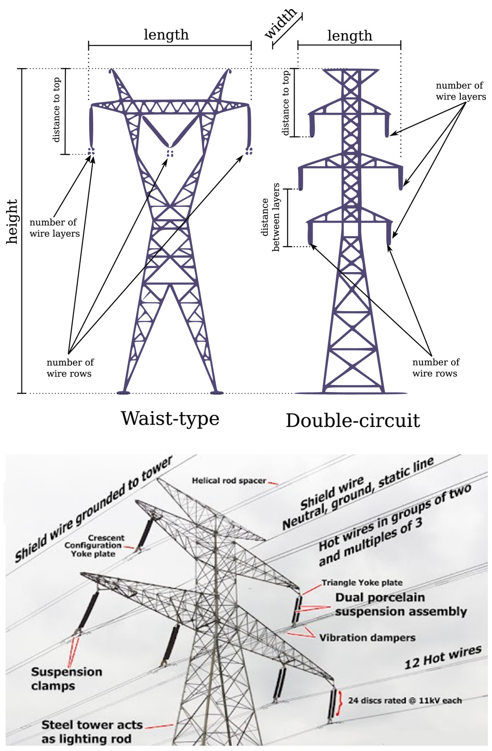 length
width
length
distance to top
distance to top
number of
wire layers
height
number of
wire layers
distance
between layers
number of
wire rows
number of
wire rows
Waist-type
Double-circuit
Shield wire grounded to tower
Helical rod spacer
Shield wire
Neutral, ground, static line
Hot wires in groups of two
and multiples of 3
Crescent
Configuration
Yoke plate
Triangle Yoke plate
Dual porcelain
suspension assembly
Vibration dampers
12 Hot wires
Suspension
clamps
24 discs rated @ 11kV each
Steel tower acts
as lighting rod